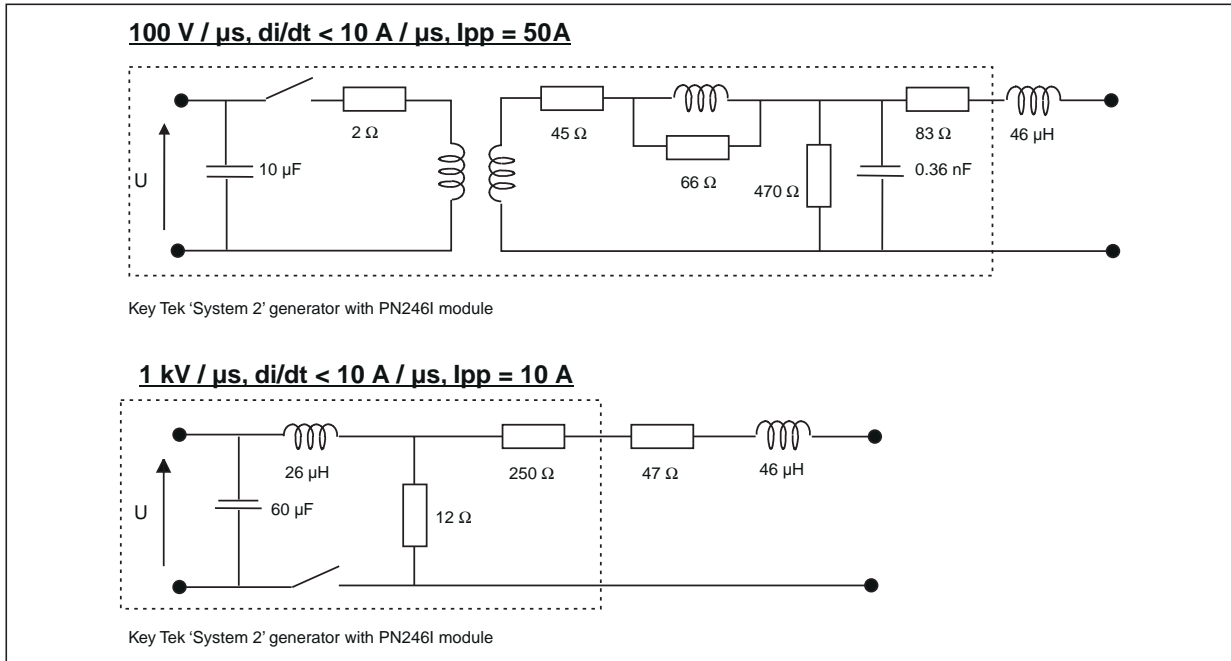 100 V / µs, di/dt < 10 A / µs, Ipp = 50A
2 Ω
45 Ω
66 Ω
470 Ω
83 Ω
46 µH
0.36 nF
10 µF
U
Key Tek ‘System 2’ generator with PN246I module
1 kV / µs, di/dt < 10 A / µs, Ipp = 10 A
26 µH
250 Ω
47 Ω
46 µH
60 µF
12 Ω
U
Key Tek ‘System 2’ generator with PN246I module